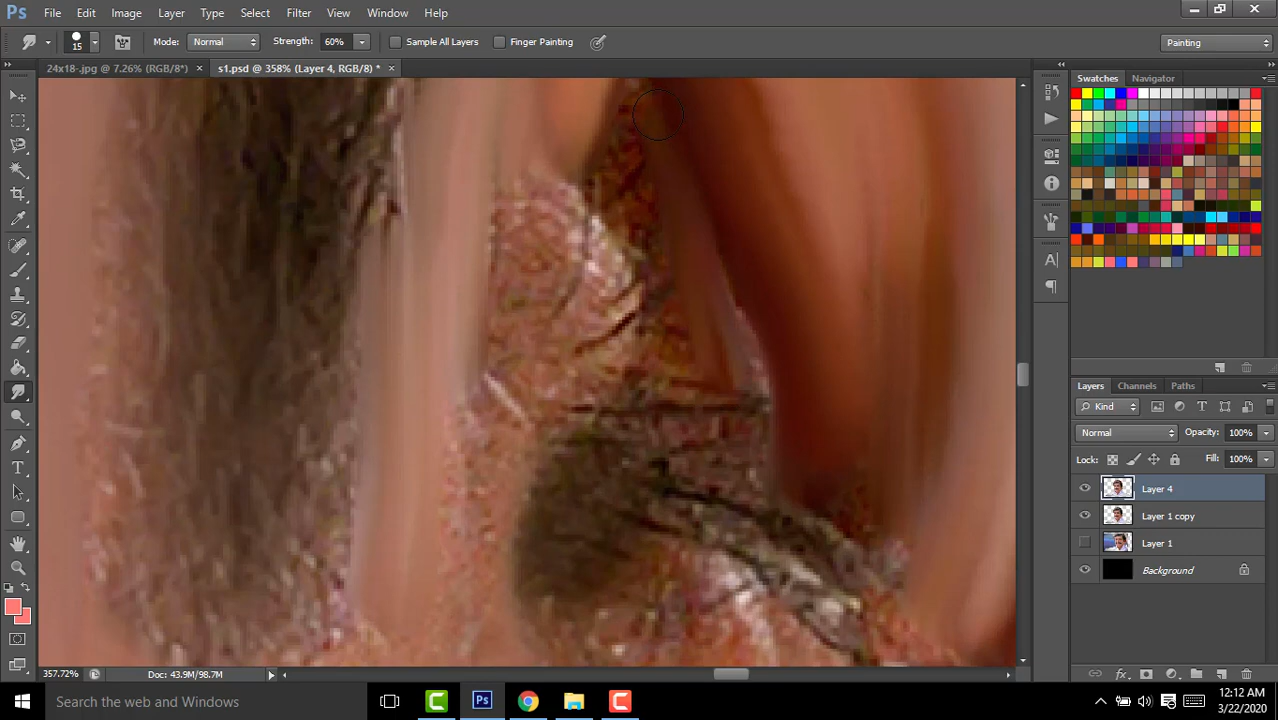 Ps File Edit Image Layer Type Select Filter View Window Help
15 Mode: Normal Strength: 60% Sample All Layers Finger Painting Painting
24x18-.jpg @ 7.26% (RGB/8*) × s1.psd @ 358% (Layer 4, RGB/8) * ×
Swatches Navigator
Layers Channels Paths
Kind
Normal Opacity: 100%
Lock: Fill: 100%
Layer 4
Layer 1 copy
Layer 1
Background
357.72% Doc: 43.9M/98.7M
Search the web and Windows
12:12 AM
3/22/2020